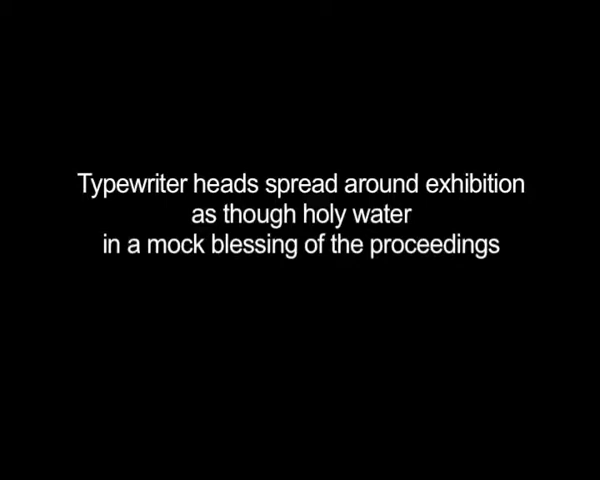 Typewriter heads spread around exhibition
as though holy water
in a mock blessing of the proceedings